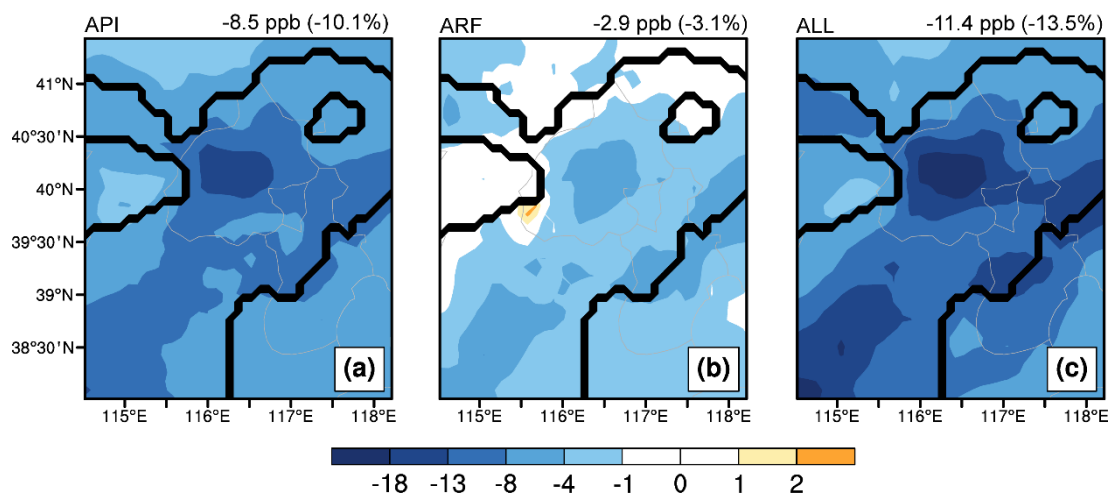 API -8.5 ppb (-10.1%)
ARF -2.9 ppb (-3.1%)
ALL -11.4 ppb (-13.5%)
41°N
40°30'N
40°N
39°30'N
39°N
38°30'N
(a)
(b)
(c)
115°E 116°E 117°E 118°E
115°E 116°E 117°E 118°E
115°E 116°E 117°E 118°E
-18 -13 -8 -4 -1 0 1 2